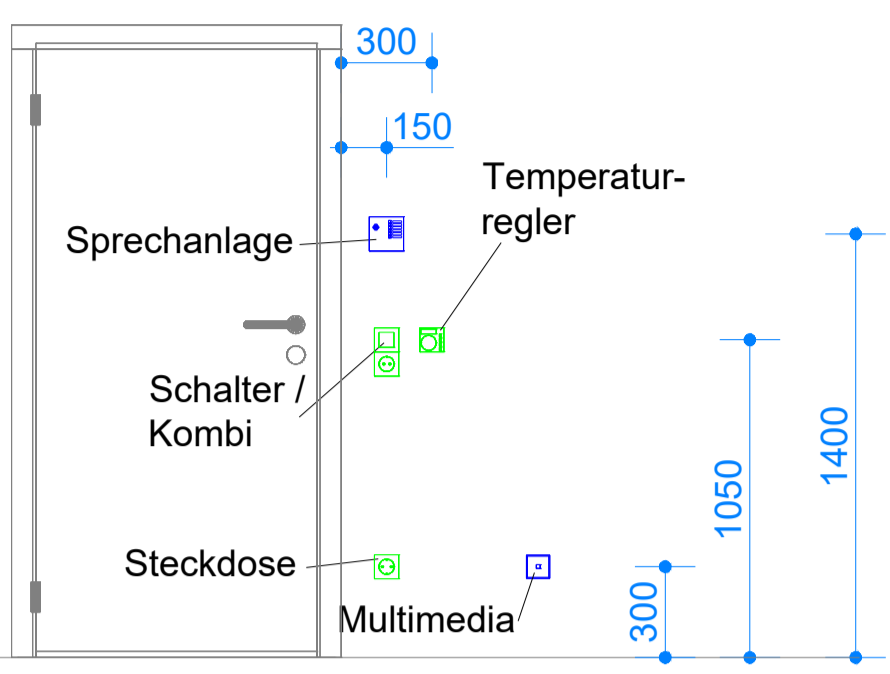 300
150
Temperatur-
regler
Sprechanlage
Schalter /
Kombi
1400
1050
Steckdose
300
Multimedia